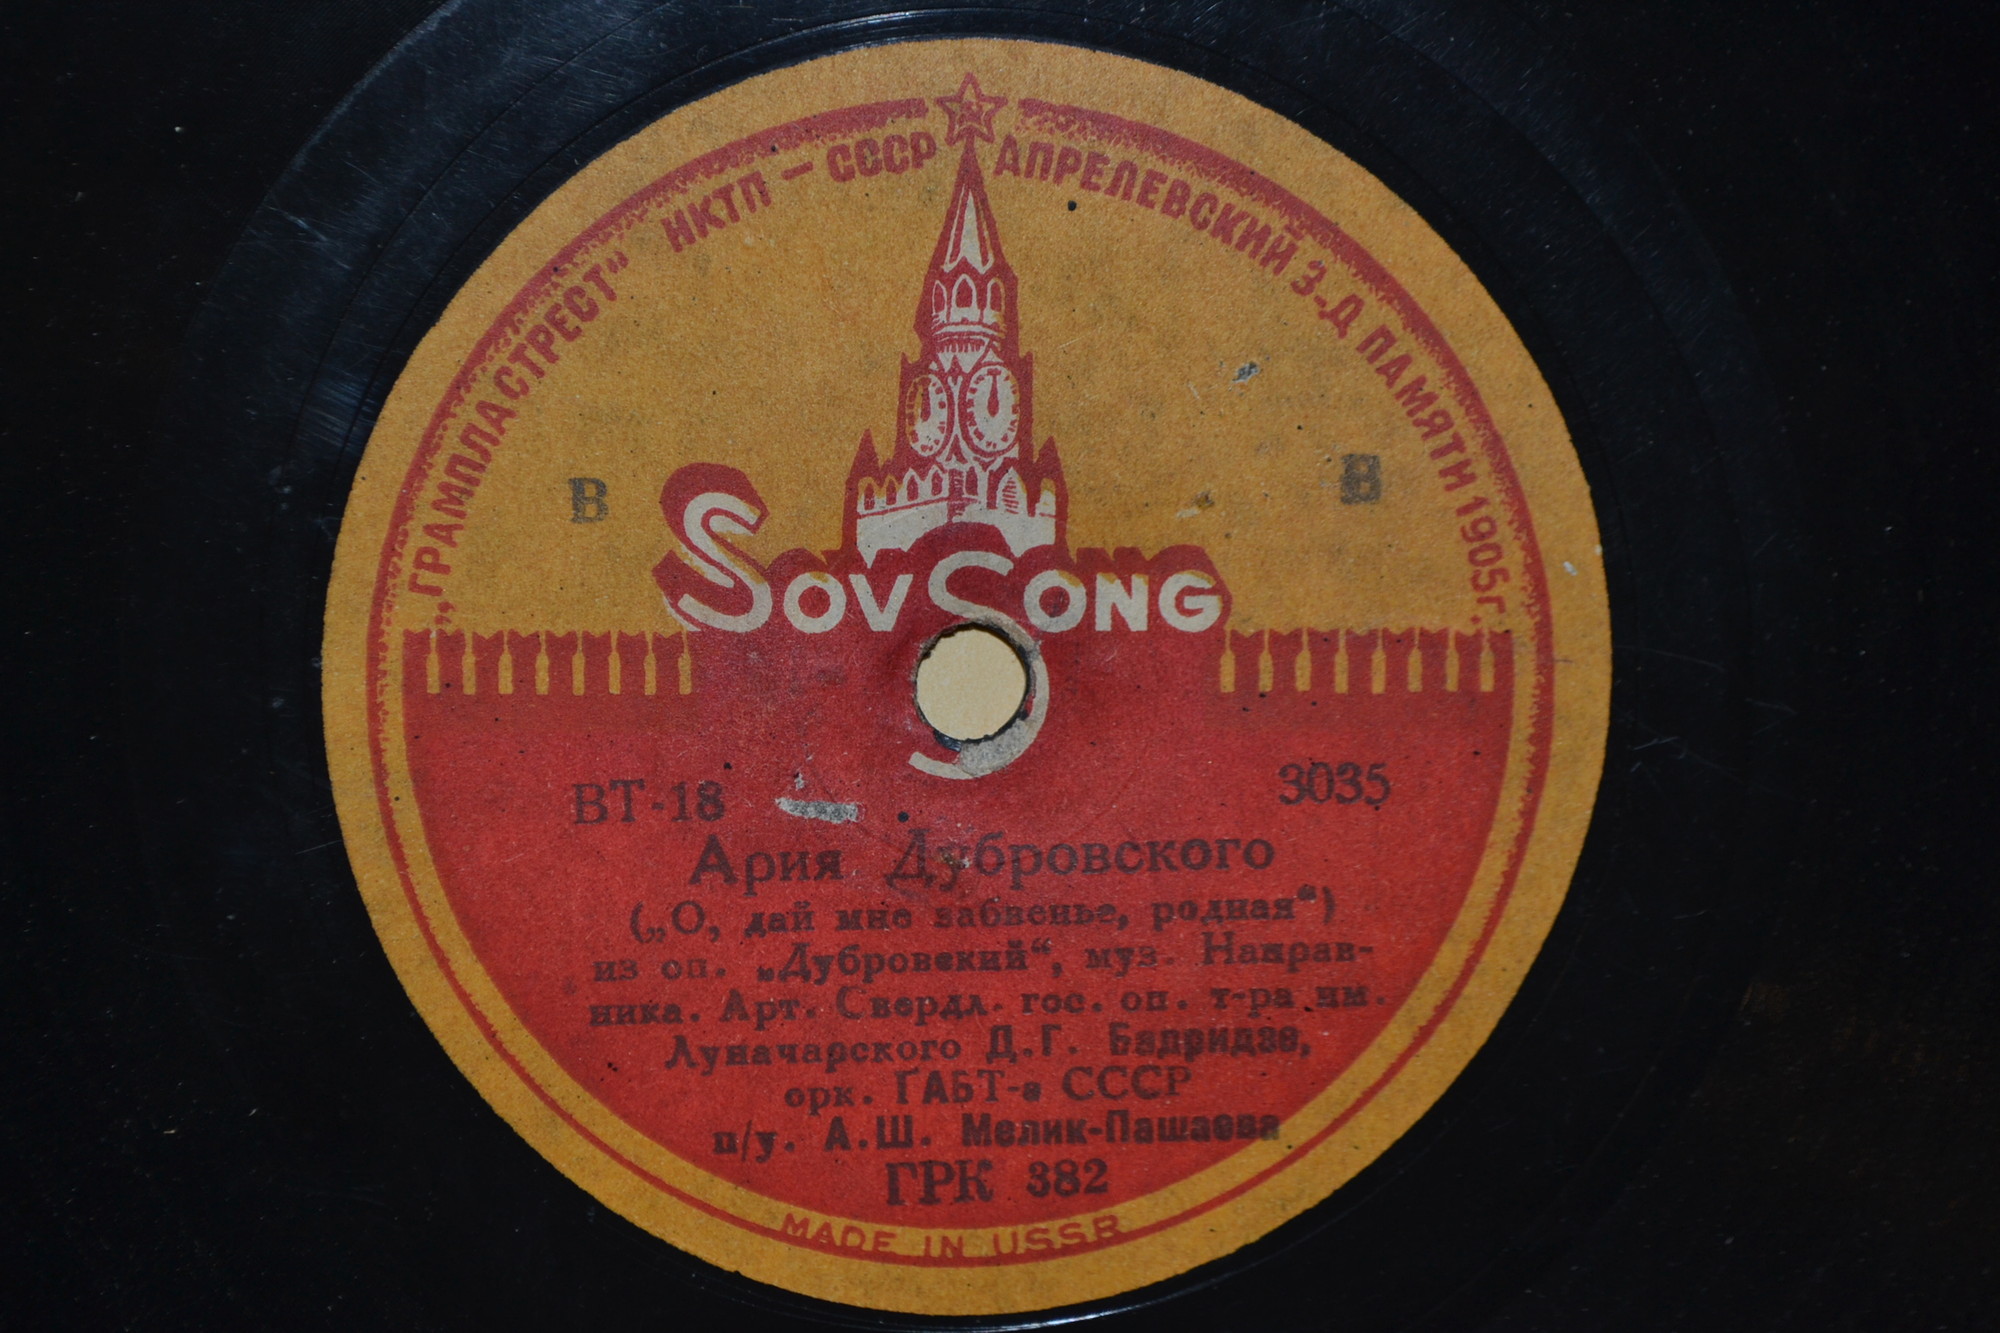 „ГРАМПЛАСТРЕСТ" НКТП – СССР АПРЕЛЕВСКИЙ З-Д ПАМЯТИ 1905 г.
В В
SOVSONG
ВТ-18 3035
Ария Дубровского
(„О, дай мне забвенье, родная“)
из оп. „Дубровский“, муз. Направ-
ника. Арт. Свердл. гос. оп. т-ра им.
Луначарского Д.Г. Бадридзе,
орк. ГАБТ-а СССР
п/у. А.Ш. Мелик-Пашаева
ГРК 382
MADE IN USSR